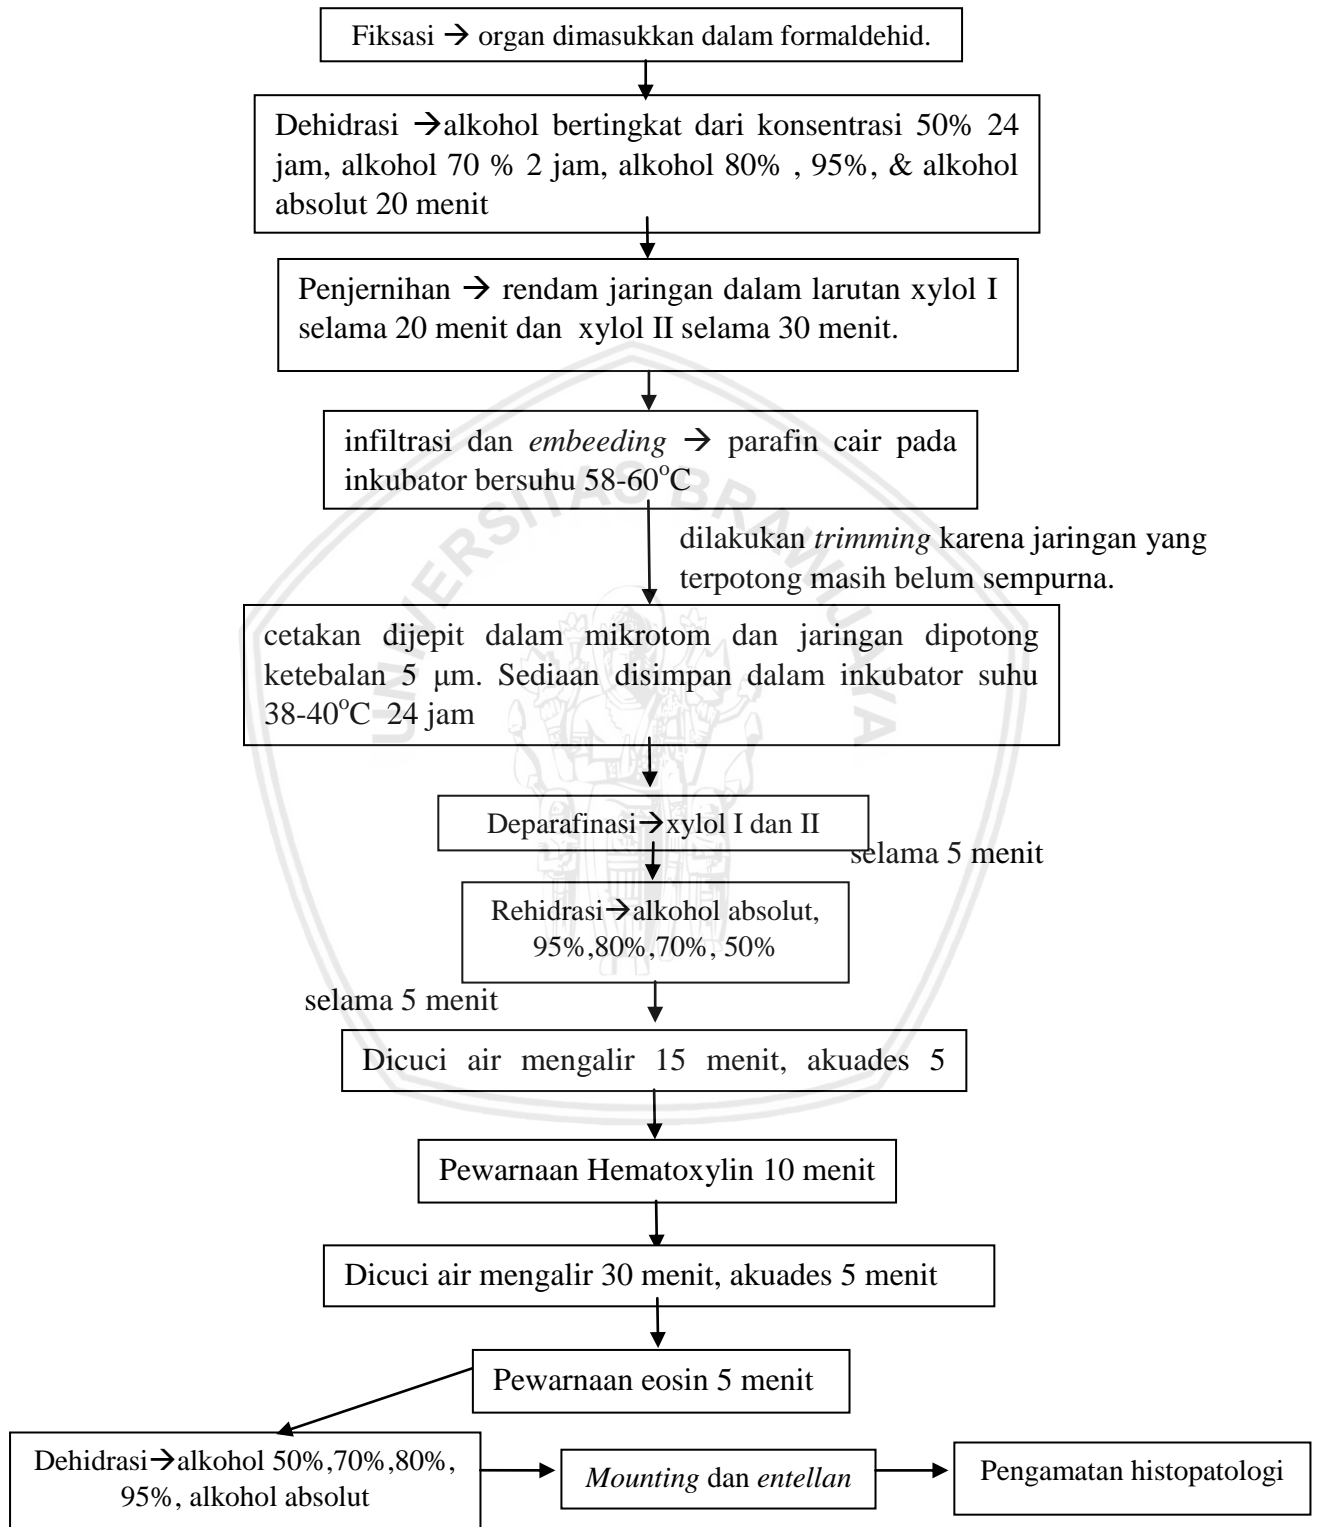 Fiksasi → organ dimasukkan dalam formaldehid.
Dehidrasi →alkohol bertingkat dari konsentrasi 50% 24
jam, alkohol 70 % 2 jam, alkohol 80% , 95%, & alkohol
absolut 20 menit
Penjernihan → rendam jaringan dalam larutan xylol I
selama 20 menit dan xylol II selama 30 menit.
infiltrasi dan embeeding → parafin cair pada
inkubator bersuhu 58-60°C
dilakukan trimming karena jaringan yang
terpotong masih belum sempurna.
cetakan dijepit dalam mikrotom dan jaringan dipotong
ketebalan 5 μm. Sediaan disimpan dalam inkubator suhu
38-40°C 24 jam
Deparafinasi→xylol I dan II
selama 5 menit
Rehidrasi→alkohol absolut,
95%,80%,70%, 50%
selama 5 menit
Dicuci air mengalir 15 menit, akuades 5
Pewarnaan Hematoxylin 10 menit
Dicuci air mengalir 30 menit, akuades 5 menit
Pewarnaan eosin 5 menit
Dehidrasi→alkohol 50%,70%,80%,
95%, alkohol absolut
Mounting dan entellan
Pengamatan histopatologi
UNIVERSITAS BRAWIJAYA